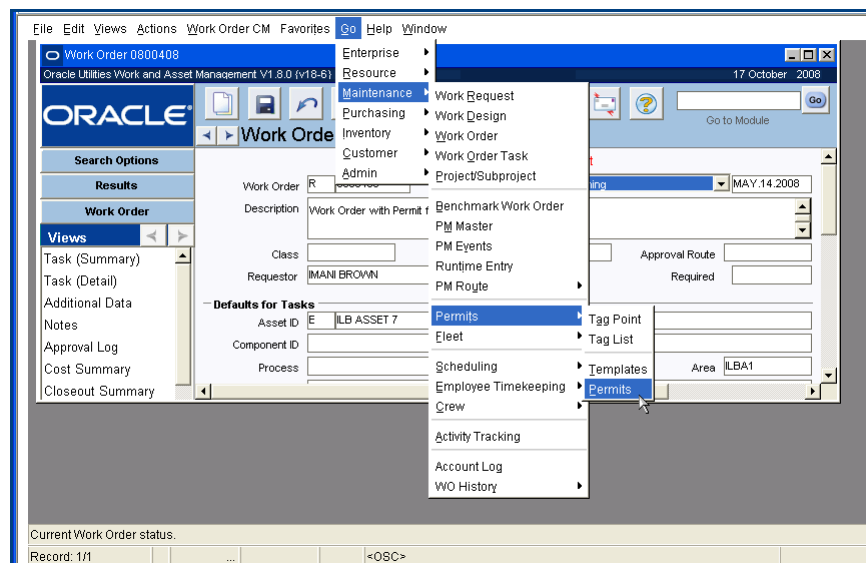 File Edit Views Actions Work Order CM Favorites Go Help Window
Work Order 0800408
Oracle Utilities Work and Asset Management V1.8.0 (v18-6) 17 October 2008
ORACLE
Work Orde
Go
Go to Module
Search Options
Results
Work Order
Views
Task (Summary)
Task (Detail)
Additional Data
Notes
Approval Log
Cost Summary
Closeout Summary
Enterprise
Resource
Maintenance
Purchasing
Inventory
Customer
Admin
Work Request
Work Design
Work Order
Work Order Task
Project/Subproject
Benchmark Work Order
PM Master
PM Events
Runtime Entry
PM Route
Permits
Fleet
Scheduling
Employee Timekeeping
Crew
Activity Tracking
Account Log
WO History
Tag Point
Tag List
Templates
Permits
Work Order R MAY.14.2008
Description Work Order with Permit f
Class Approval Route
Requestor IMANI BROWN Required
Defaults for Tasks
Asset ID E ILB ASSET 7
Component ID
Process Area ILBA1
Current Work Order status.
Record: 1/1 ... <OSC>